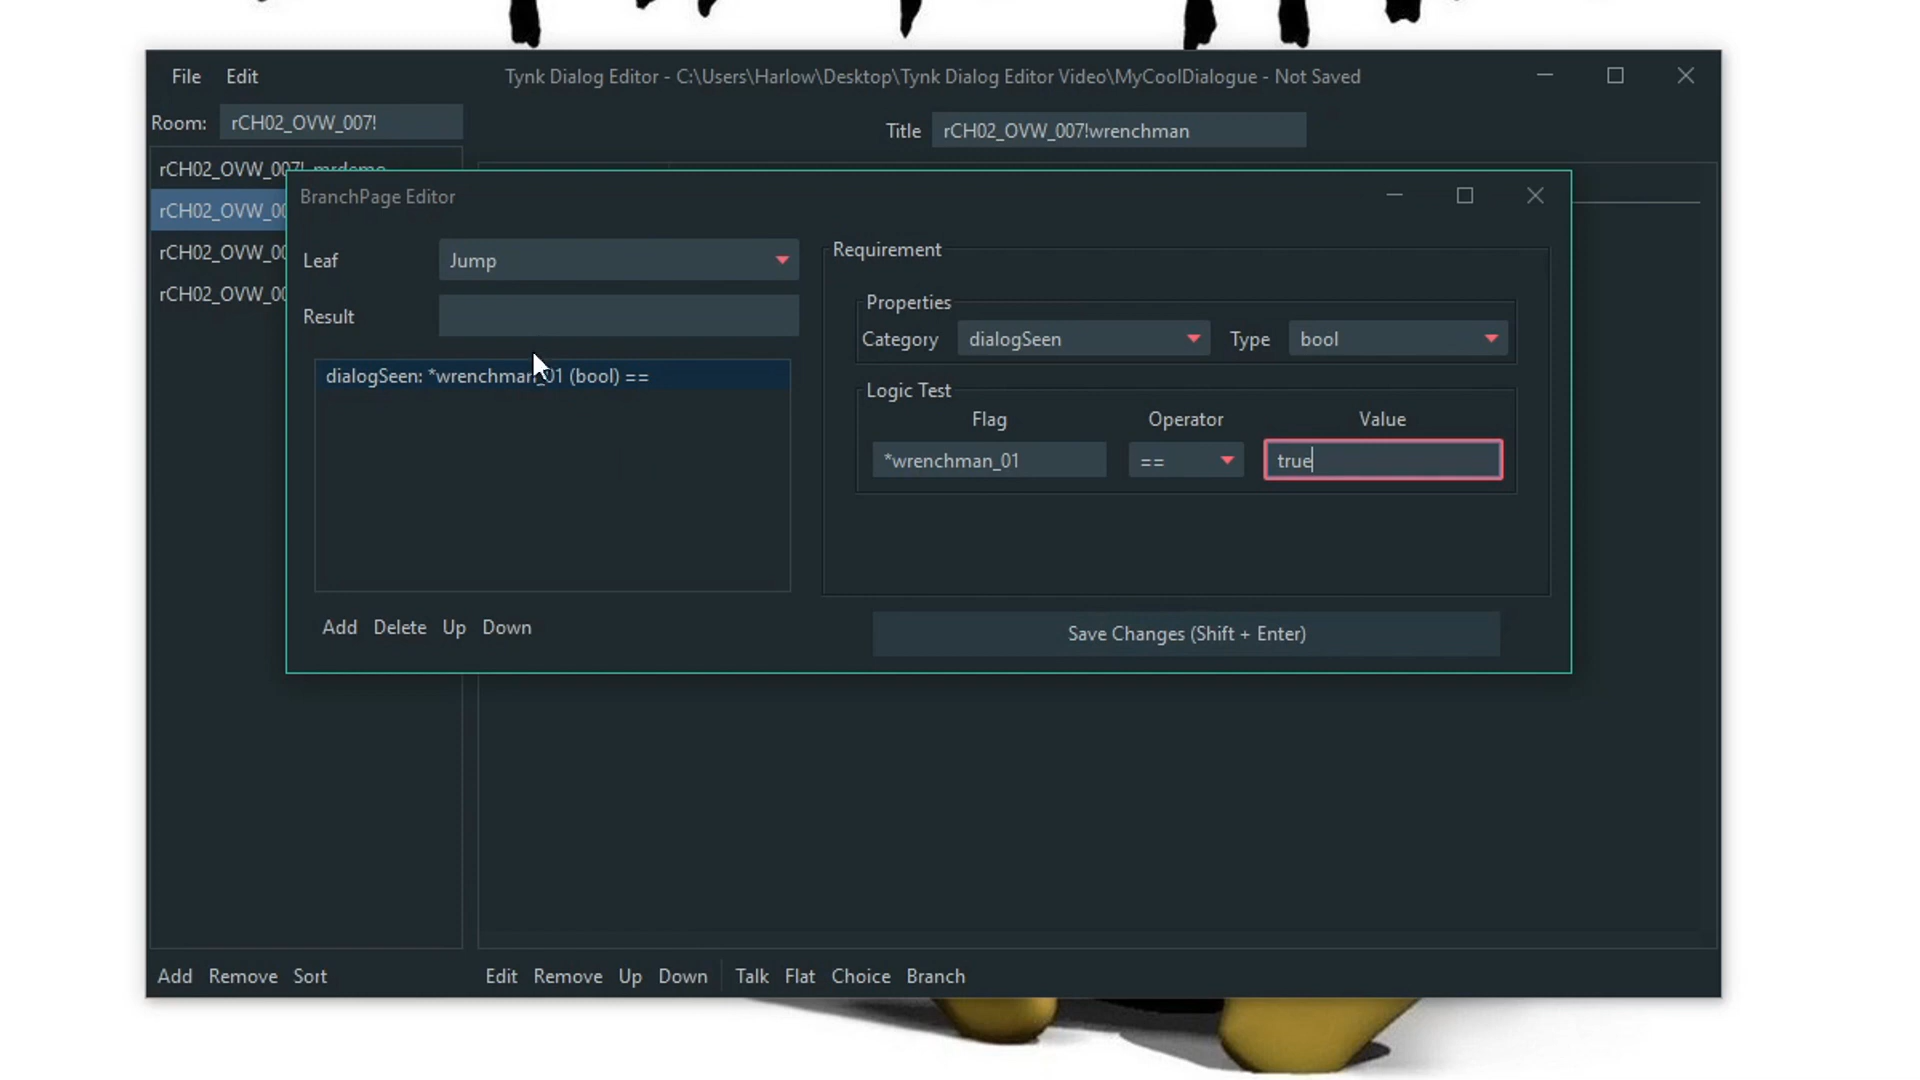 File Edit
Tynk Dialog Editor - C:\Users\Harlow\Desktop\Tynk Dialog Editor Video\MyCoolDialogue - Not Saved
Room: rCH02_OVW_007!
Title rCH02_OVW_007!wrenchman
rCH02_OVW_007!_mrdemo
rCH02_OVW_00
rCH02_OVW_00
rCH02_OVW_00
BranchPage Editor
Leaf Jump
Result
dialogSeen: *wrenchman_01 (bool) ==
Add Delete Up Down
Requirement
Properties
Category dialogSeen Type bool
Logic Test
Flag Operator Value
*wrenchman_01 == true
Save Changes (Shift + Enter)
Add Remove Sort
Edit Remove Up Down Talk Flat Choice Branch